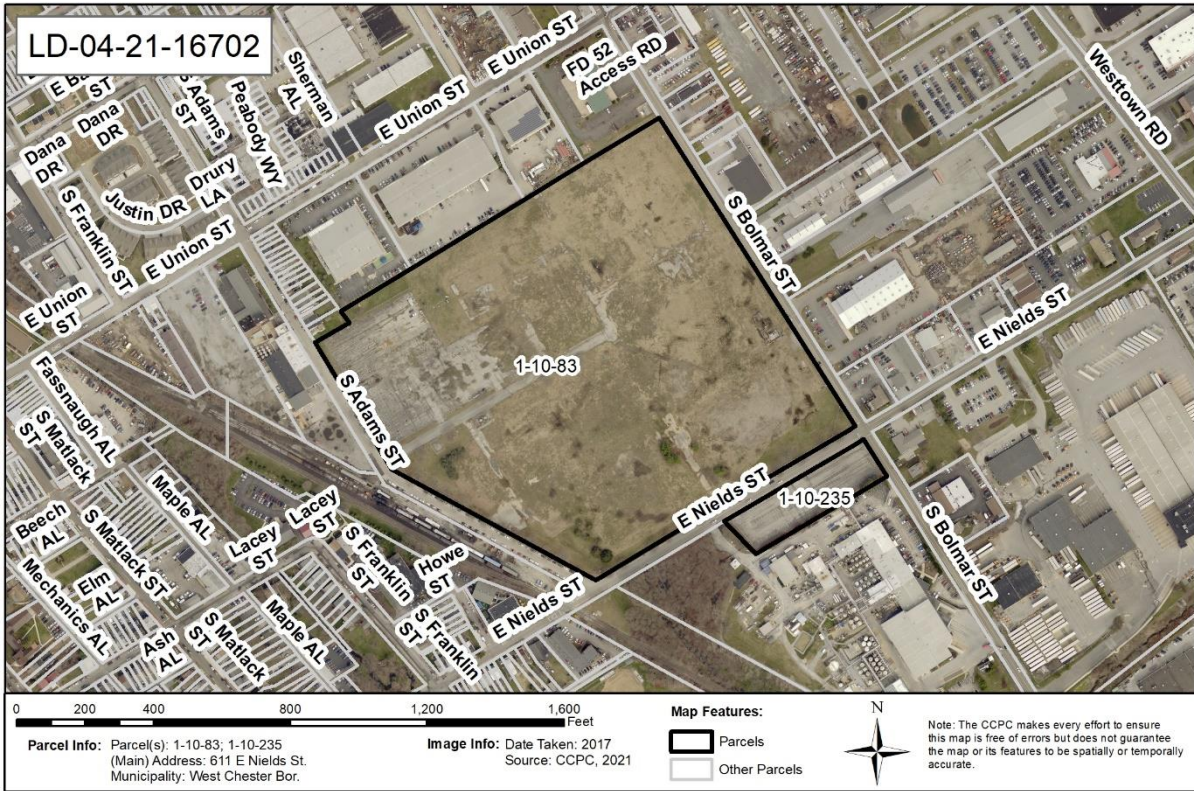 LD-04-21-16702
E Union ST
FD 52
Access RD
Westtown RD
Sherman
AL
E Union ST
S Adams
ST
Peabody WY
Dana
DR
Dana
DR
Drury
LA
Justin DR
S Franklin ST
E Union ST
S Bolmar ST
E Union
ST
E Nields ST
1-10-83
S Adams ST
Fassnaugh AL
S Matlack
ST
E Nields ST
1-10-235
Maple AL
Lacey
ST
Lacey
ST
Beech
AL
S Matlack ST
S Franklin
ST
Howe
ST
S Bolmar ST
Elm
AL
Mechanics AL
E Nields ST
S Franklin
ST
Ash
AL
S Matlack
ST
Maple AL
0 200 400 800 1,200 1,600
Feet
Parcel Info: Parcel(s): 1-10-83; 1-10-235
(Main) Address: 611 E Nields St.
Municipality: West Chester Bor.
Image Info: Date Taken: 2017
Source: CCPC, 2021
Map Features:
Parcels
Other Parcels
N
Note: The CCPC makes every effort to ensure
this map is free of errors but does not guarantee
the map or its features to be spatially or temporally
accurate.